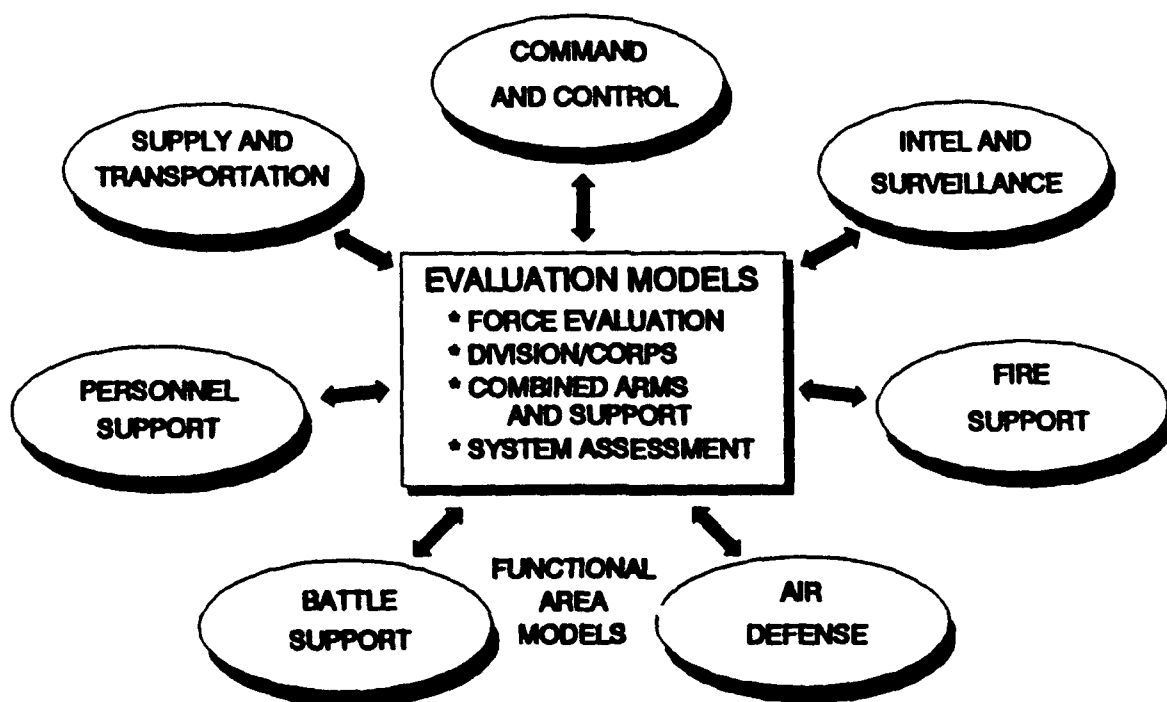 COMMAND
AND CONTROL
SUPPLY AND
TRANSPORTATION
INTEL AND
SURVEILLANCE
EVALUATION MODELS
* FORCE EVALUATION
* DIVISION/CORPS
* COMBINED ARMS
AND SUPPORT
* SYSTEM ASSESSMENT
PERSONNEL
SUPPORT
FIRE
SUPPORT
BATTLE
SUPPORT
FUNCTIONAL
AREA
MODELS
AIR
DEFENSE